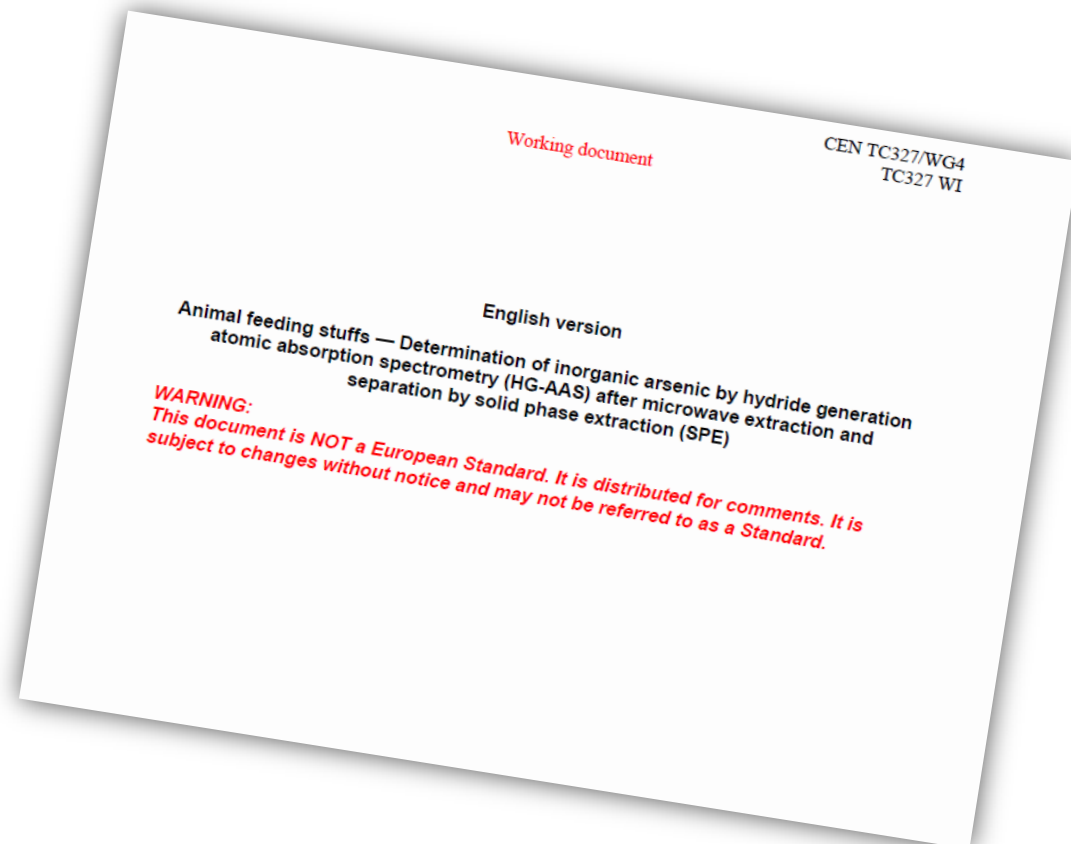 Working document
CEN TC327/WG4
TC327 WI
English version
Animal feeding stuffs — Determination of inorganic arsenic by hydride generation
atomic absorption spectrometry (HG-AAS) after microwave extraction and
separation by solid phase extraction (SPE)
WARNING:
This document is NOT a European Standard. It is distributed for comments. It is
subject to changes without notice and may not be referred to as a Standard.